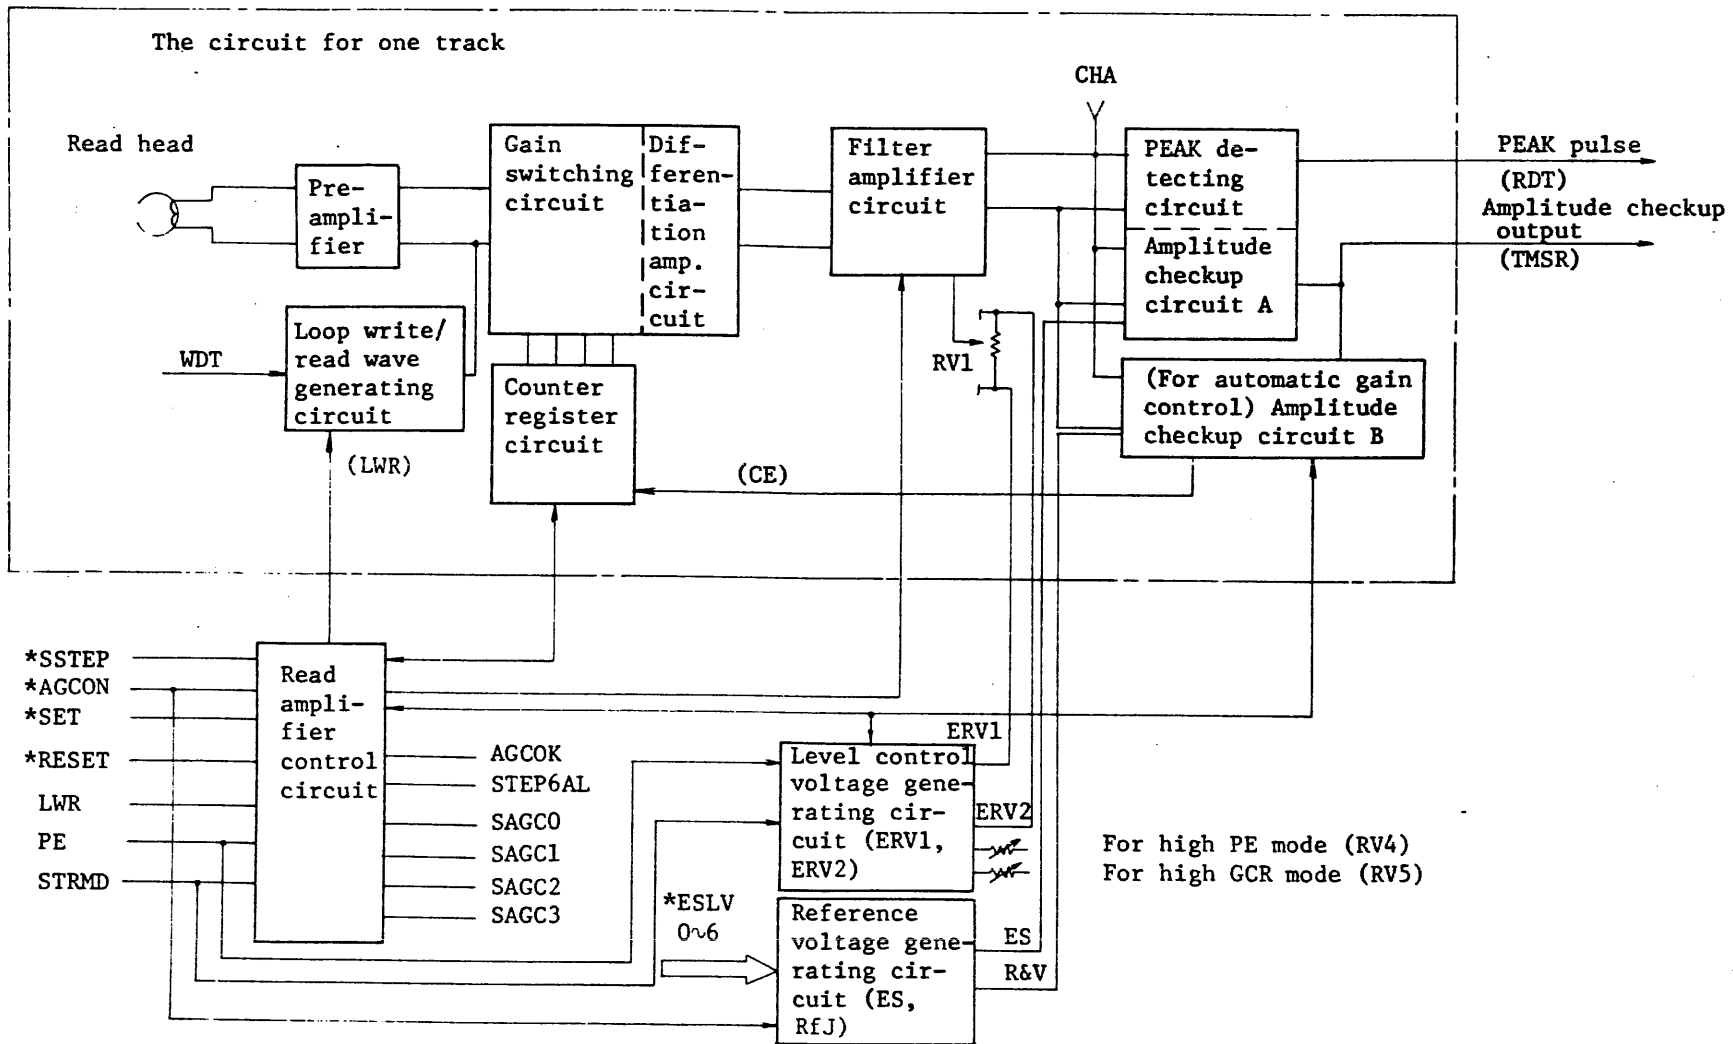 The circuit for one track
CHA
Read head
Pre-
ampli-
fier
Gain
switching
circuit
Dif-
feren-
tia-
tion
amp.
cir-
cuit
Filter
amplifier
circuit
PEAK de-
tecting
circuit
Amplitude
checkup
circuit A
PEAK pulse
(RDT)
Amplitude checkup
output
(TMSR)
WDT
Loop write/
read wave
generating
circuit
Counter
register
circuit
RV1
(For automatic gain
control) Amplitude
checkup circuit B
(LWR)
(CE)
*SSTEP
*AGCON
*SET
*RESET
LWR
PE
STRMD
Read
ampli-
fier
control
circuit
AGCOK
STEP6AL
SAGC0
SAGC1
SAGC2
SAGC3
ERV1
Level control
voltage gene-
rating cir-
cuit (ERV1,
ERV2)
ERV2
For high PE mode (RV4)
For high GCR mode (RV5)
*ESLV
0~6
Reference
voltage gene-
rating cir-
cuit (ES,
RfJ)
ES
R&V